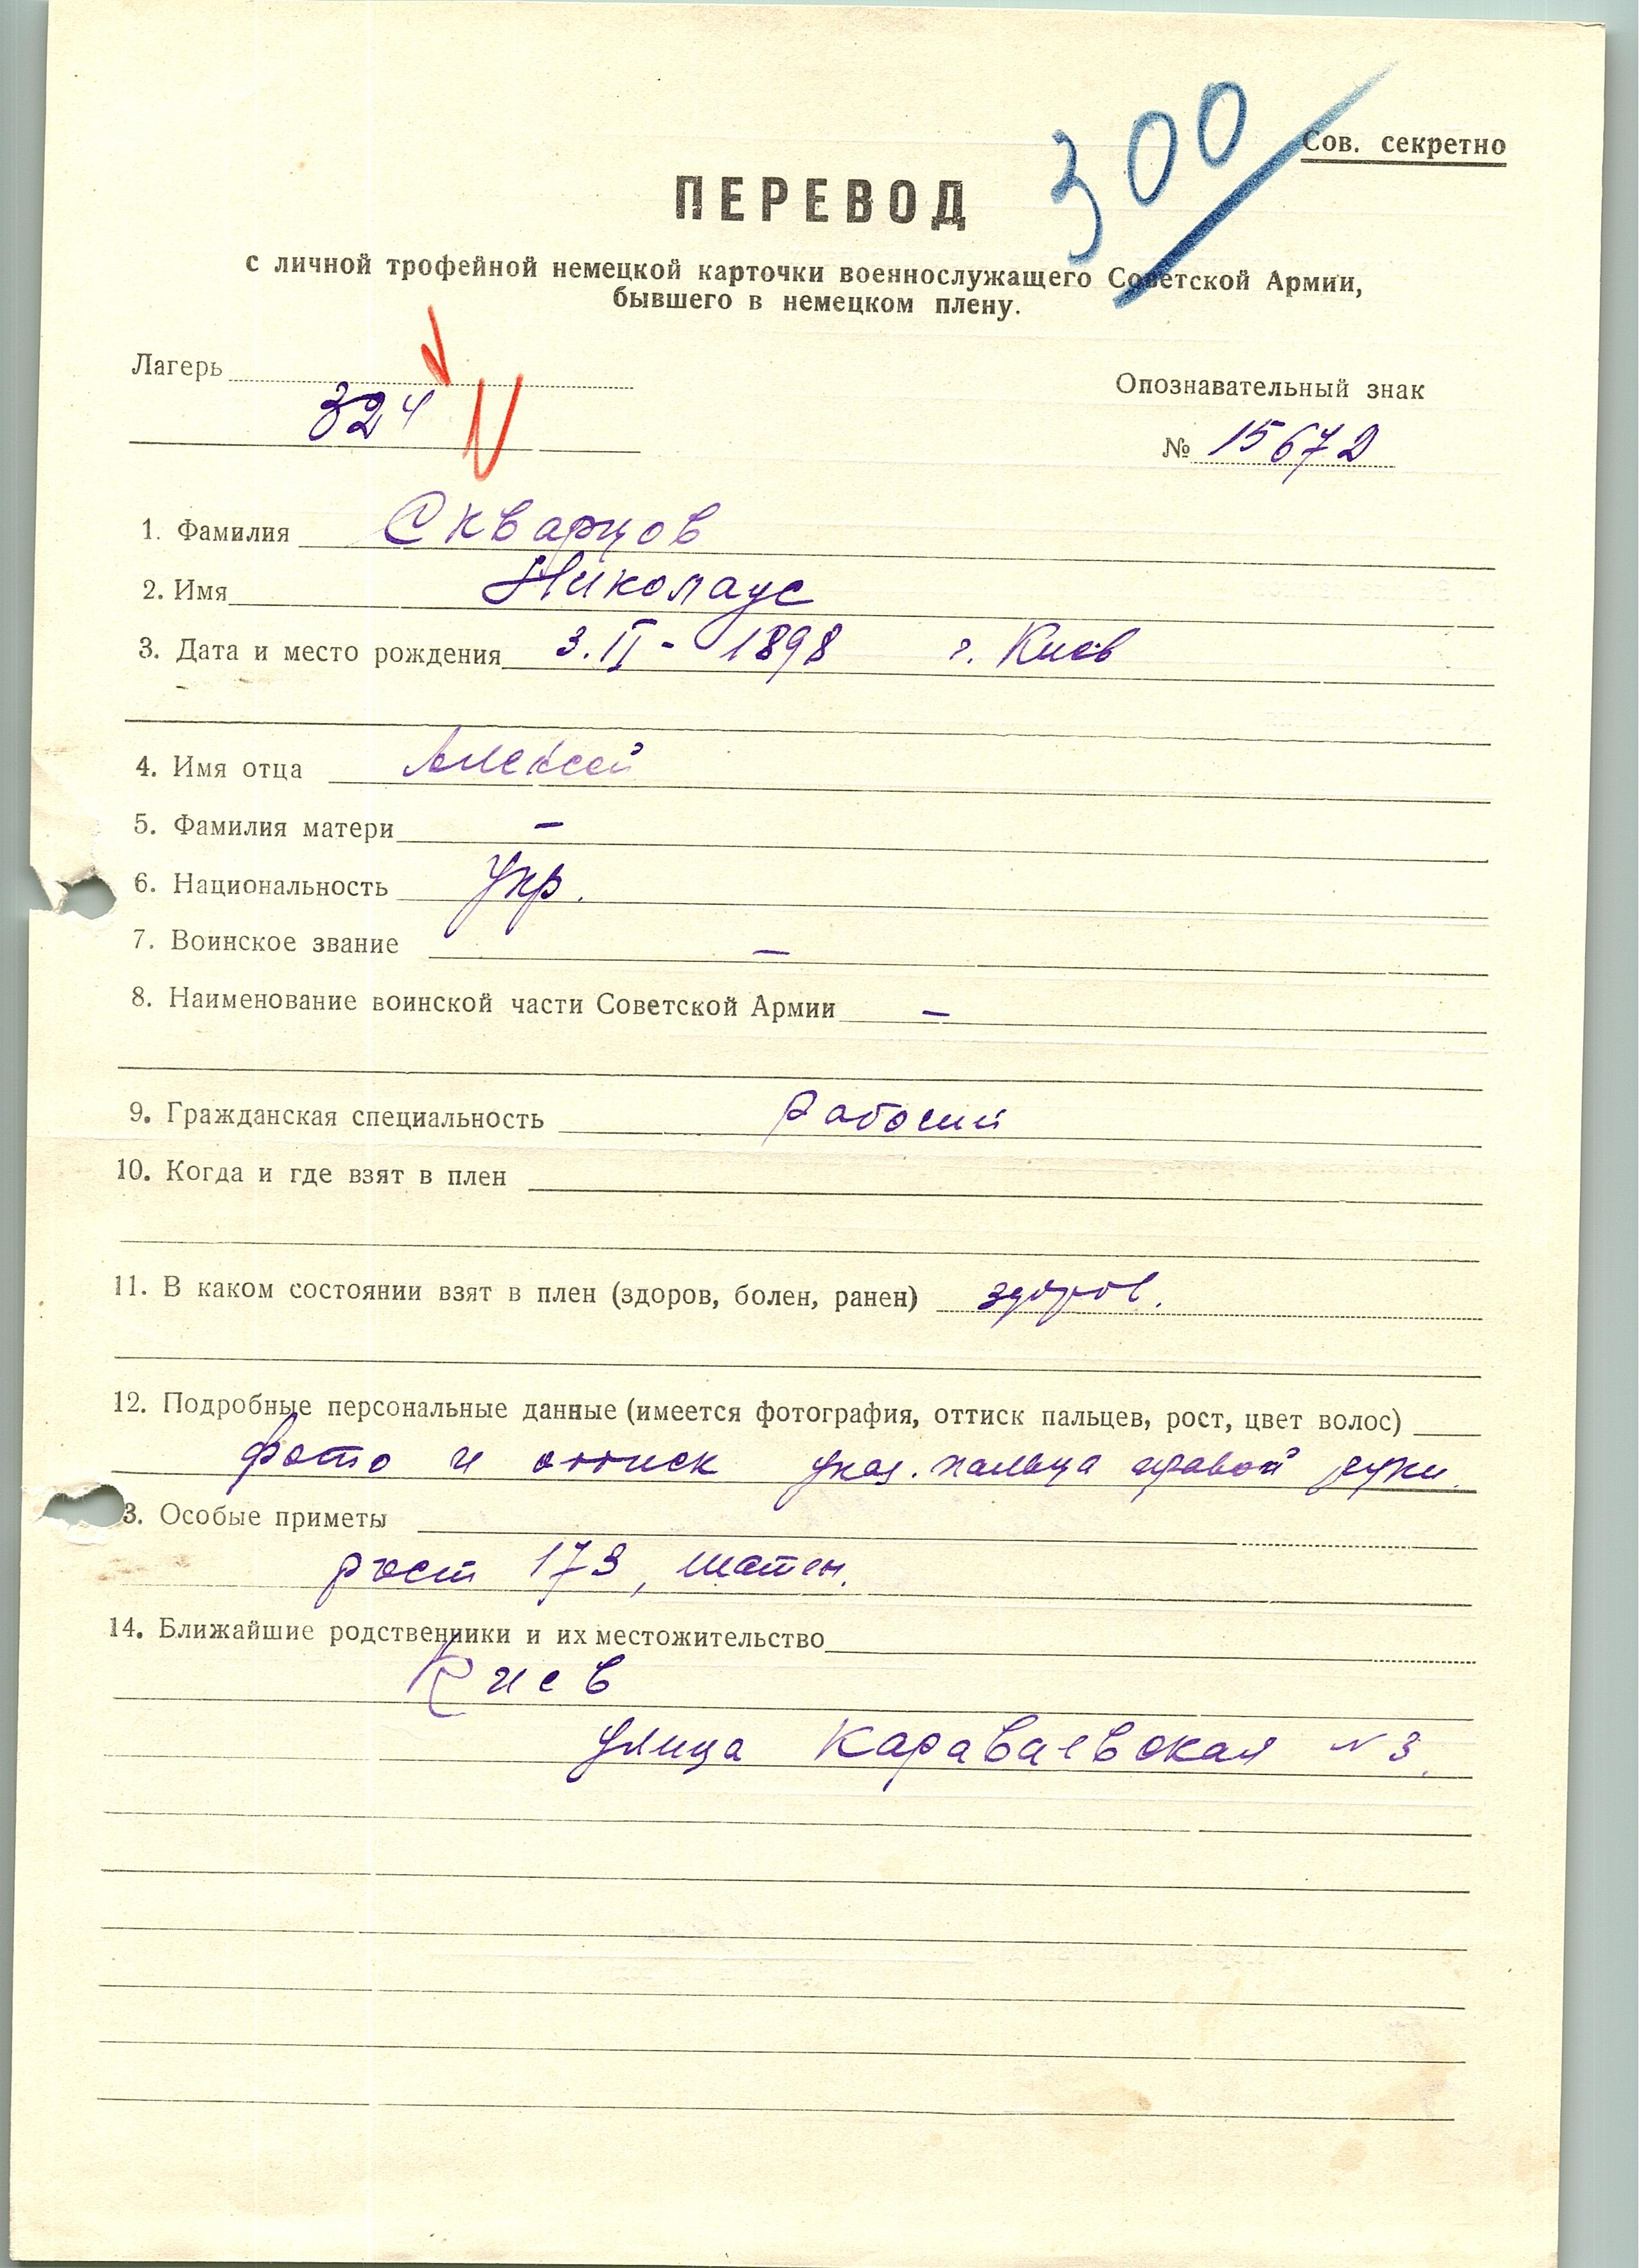 300
Сов. секретно
ПЕРЕВОД
с личной трофейной немецкой карточки военнослужащего Советской Армии,
бывшего в немецком плену.
Лагерь
324
Опознавательный знак
№ 15672
1. Фамилия Скварцов
2. Имя Николаус
3. Дата и место рождения 3.II - 1898 г. Киев
4. Имя отца Алексей
5. Фамилия матери –
6. Национальность Укр.
7. Воинское звание –
8. Наименование воинской части Советской Армии –
9. Гражданская специальность Рабочий
10. Когда и где взят в плен
11. В каком состоянии взят в плен (здоров, болен, ранен) здоров.
12. Подробные персональные данные (имеется фотография, оттиск пальцев, рост, цвет волос)
фото и оттиск указ. пальца правой руки.
3. Особые приметы
рост 173, шатен.
14. Ближайшие родственники и их местожительство
Киев
улица Караваевская N 3.